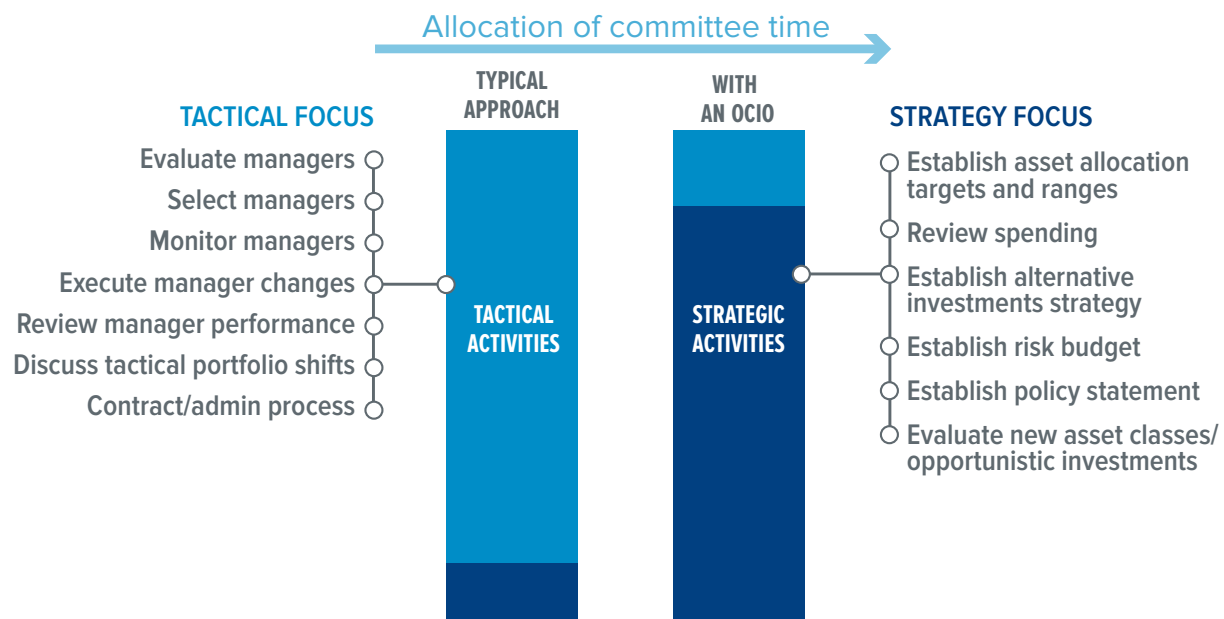 Allocation of committee time
TYPICAL
APPROACH
WITH
AN OCIO
TACTICAL FOCUS
Evaluate managers
Select managers
Monitor managers
Execute manager changes
Review manager performance
Discuss tactical portfolio shifts
Contract/admin process
TACTICAL
ACTIVITIES
STRATEGIC
ACTIVITIES
STRATEGY FOCUS
Establish asset allocation
targets and ranges
Review spending
Establish alternative
investments strategy
Establish risk budget
Establish policy statement
Evaluate new asset classes/
opportunistic investments